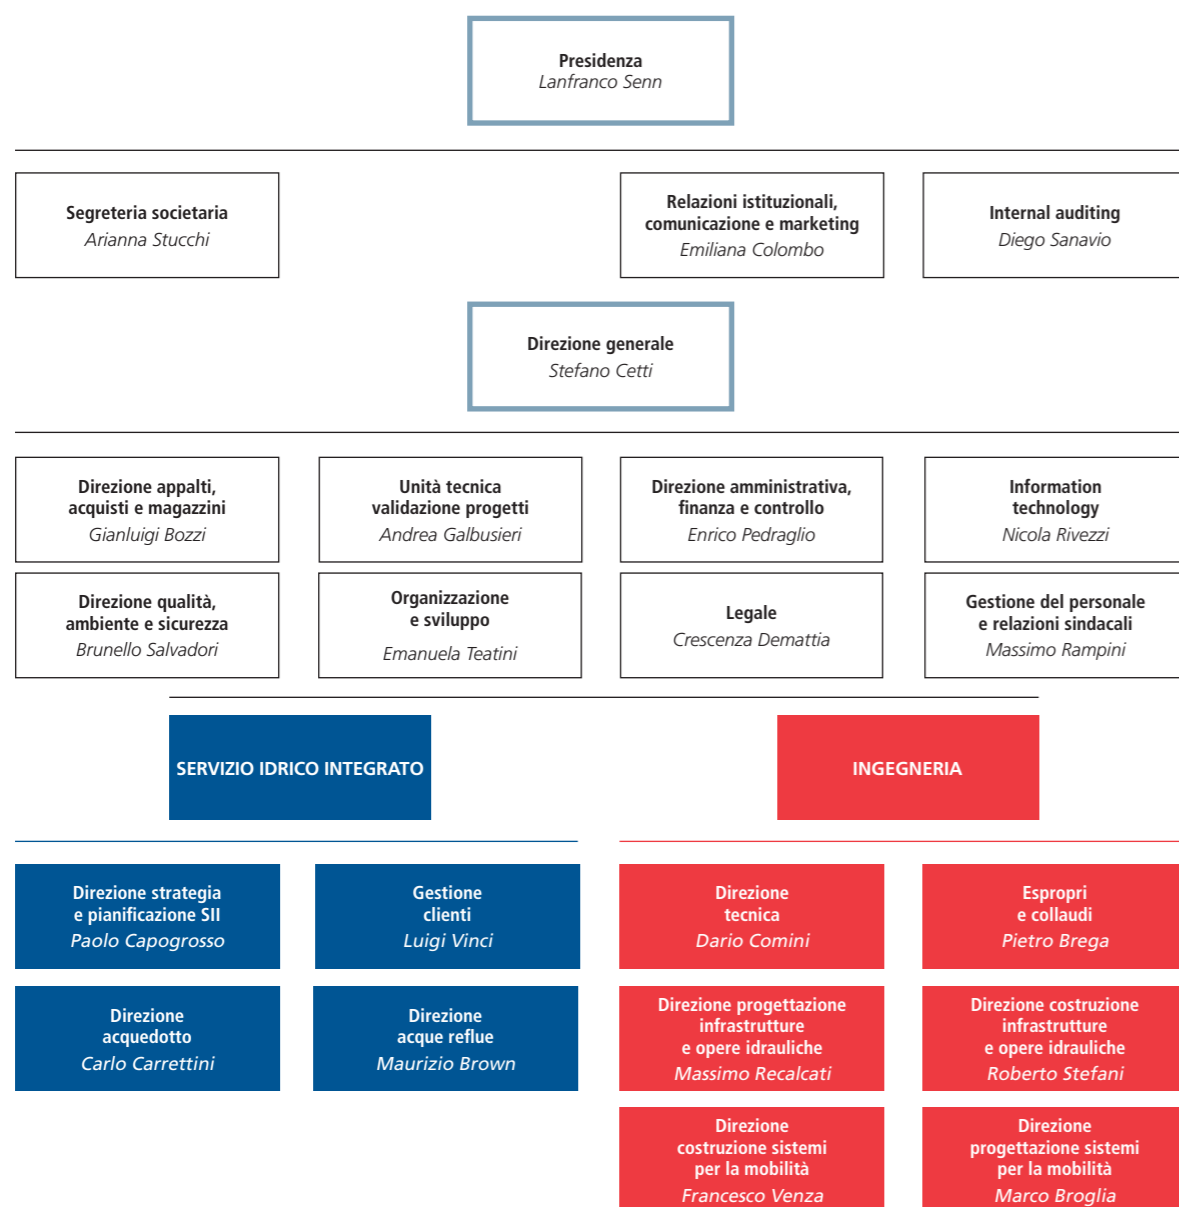 Presidenza
Lanfranco Senn
Segreteria societaria
Arianna Stucchi
Relazioni istituzionali,
comunicazione e marketing
Emiliana Colombo
Internal auditing
Diego Sanavio
Direzione generale
Stefano Cetti
Direzione appalti,
acquisti e magazzini
Gianluigi Bozzi
Unità tecnica
validazione progetti
Andrea Galbusieri
Direzione amministrativa,
finanza e controllo
Enrico Pedraglio
Information
technology
Nicola Rivezzi
Direzione qualità,
ambiente e sicurezza
Brunello Salvadori
Organizzazione
e sviluppo
Emanuela Teatini
Legale
Crescenza Demattia
Gestione del personale
e relazioni sindacali
Massimo Rampini
SERVIZIO IDRICO INTEGRATO
INGEGNERIA
Direzione strategia
e pianificazione SII
Paolo Capogrosso
Gestione
clienti
Luigi Vinci
Direzione
tecnica
Dario Comini
Espropri
e collaudi
Pietro Brega
Direzione
acquedotto
Carlo Carrettini
Direzione
acque reflue
Maurizio Brown
Direzione progettazione
infrastrutture
e opere idrauliche
Massimo Recalcati
Direzione costruzione
infrastrutture
e opere idrauliche
Roberto Stefani
Direzione
costruzione sistemi
per la mobilità
Francesco Venza
Direzione
progettazione sistemi
per la mobilità
Marco Broglia